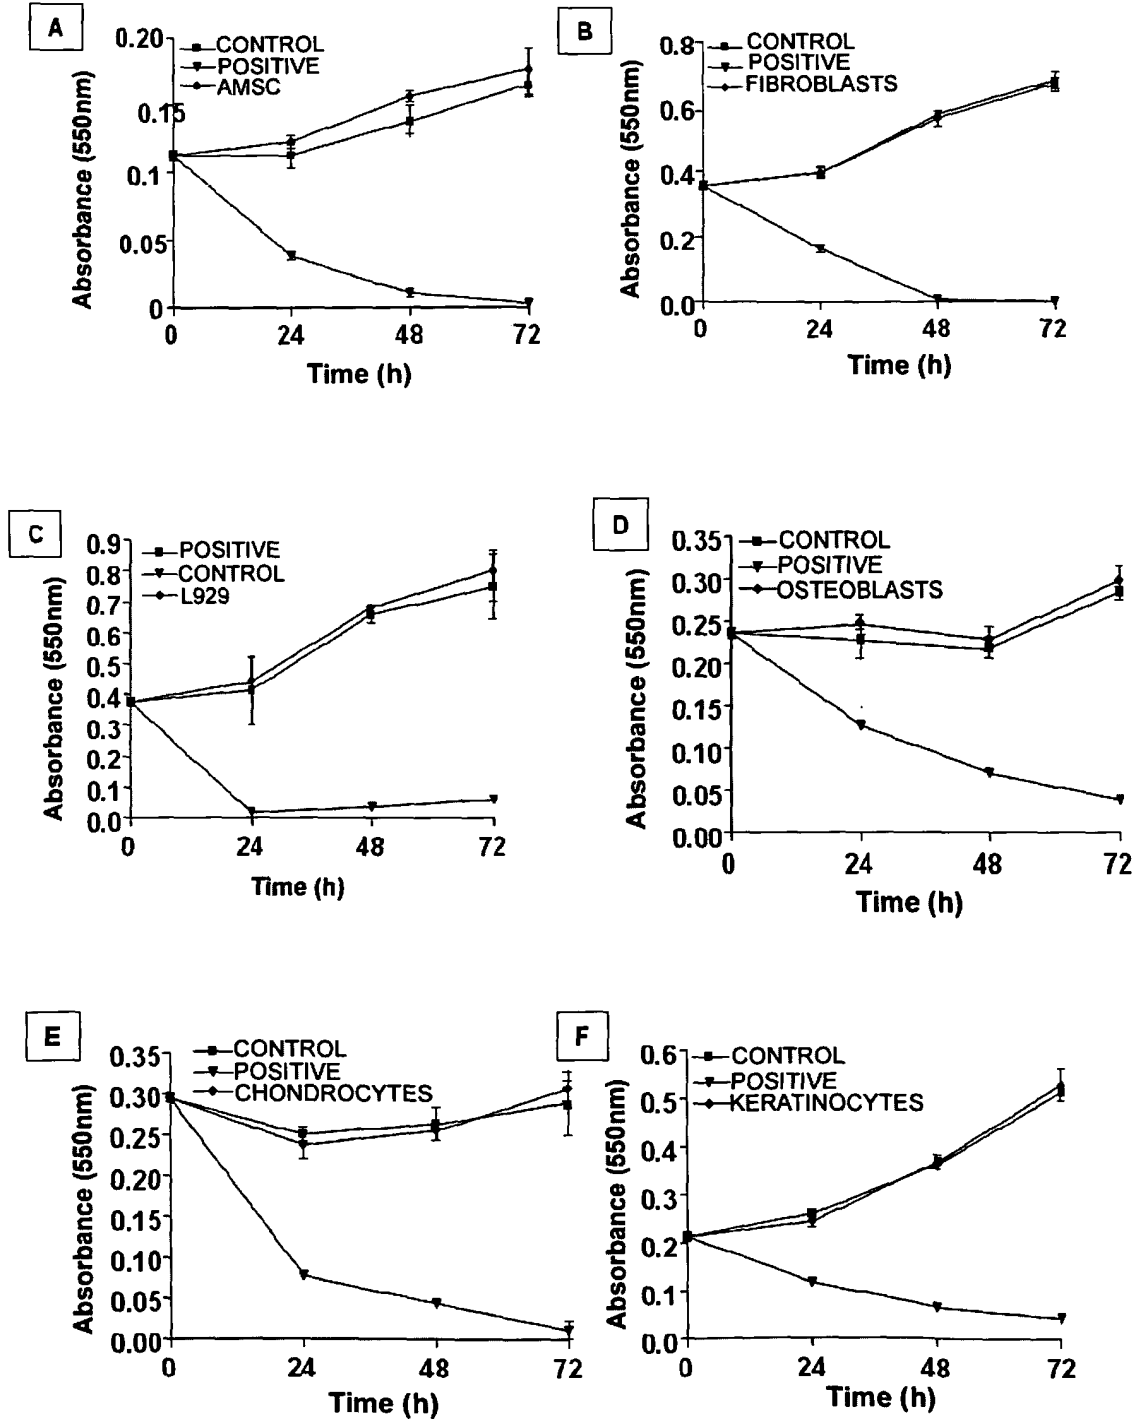 A
0.20
0.15
0.1
0.05
0
CONTROL
POSITIVE
AMSC
Absorbance (550nm)
0 24 48 72
Time (h)
B
0.8
0.6
0.4
0.2
0.0
CONTROL
POSITIVE
FIBROBLASTS
Absorbance (550nm)
0 24 48 72
Time (h)
C
0.9
0.8
0.7
0.6
0.5
0.4
0.3
0.2
0.1
0.0
POSITIVE
CONTROL
L929
Absorbance (550nm)
0 24 48 72
Time (h)
D
0.35
0.30
0.25
0.20
0.15
0.10
0.05
0.00
CONTROL
POSITIVE
OSTEOBLASTS
Absorbance (550nm)
0 24 48 72
Time (h)
E
0.35
0.30
0.25
0.20
0.15
0.10
0.05
0.00
CONTROL
POSITIVE
CHONDROCYTES
Absorbance (550nm)
0 24 48 72
Time (h)
F
0.6
0.5
0.4
0.3
0.2
0.1
0.0
CONTROL
POSITIVE
KERATINOCYTES
Absorbance (550nm)
0 24 48 72
Time (h)